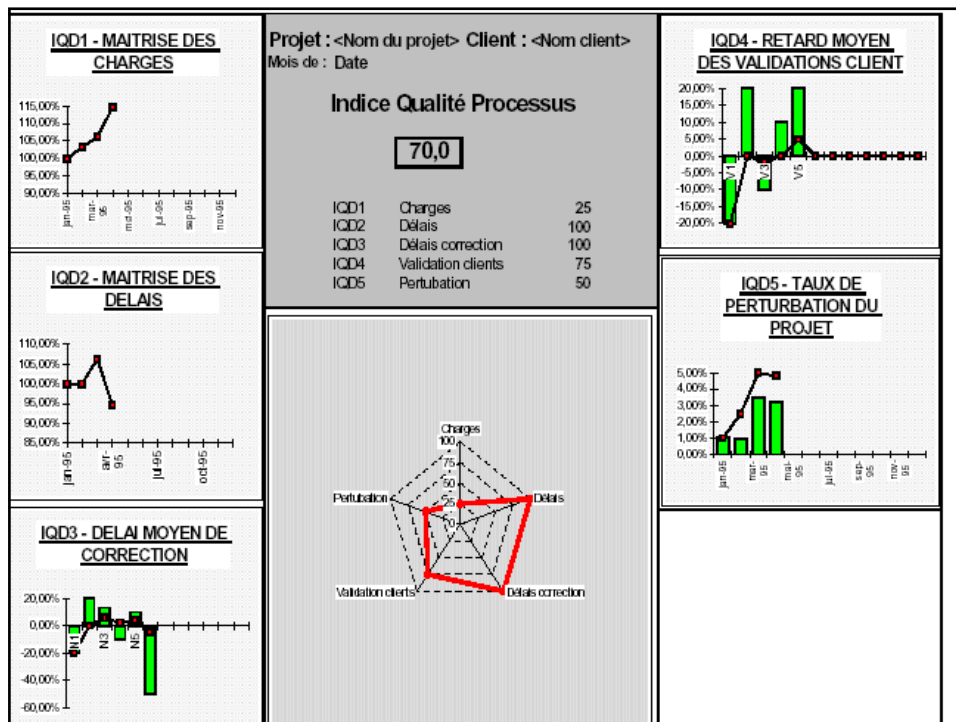 IQD1 - MAITRISE DES
CHARGES
115,00%
110,00%
105,00%
100,00%
95,00%
90,00%
jan-95
mar-95
jul-95
sep-95
nov-95
IQD2 - MAITRISE DES
DELAIS
110,00%
105,00%
100,00%
95,00%
90,00%
85,00%
jan-95
avr-95
jul-95
oct-95
IQD3 - DELAI MOYEN DE
CORRECTION
20,00%
0,00%
-20,00%
-40,00%
-60,00%
N1
N3
N5
Projet : <Nom du projet> Client : <Nom client>
Mois de : Date
Indice Qualité Processus
70,0
IQD1 Charges 25
IQD2 Délais 100
IQD3 Délais correction 100
IQD4 Validation clients 75
IQD5 Pertubation 50
Charges
100
75
50
25
0
Pertubation
Délais
Validation clients
Délais correction
IQD4 - RETARD MOYEN
DES VALIDATIONS CLIENT
20,00%
15,00%
10,00%
5,00%
0,00%
-5,00%
-10,00%
-15,00%
-20,00%
V1
V3
V5
IQD5 - TAUX DE
PERTURBATION DU
PROJET
5,00%
4,00%
3,00%
2,00%
1,00%
0,00%
jan-95
mar-95
mai-95
jul-95
sep-95
nov-95